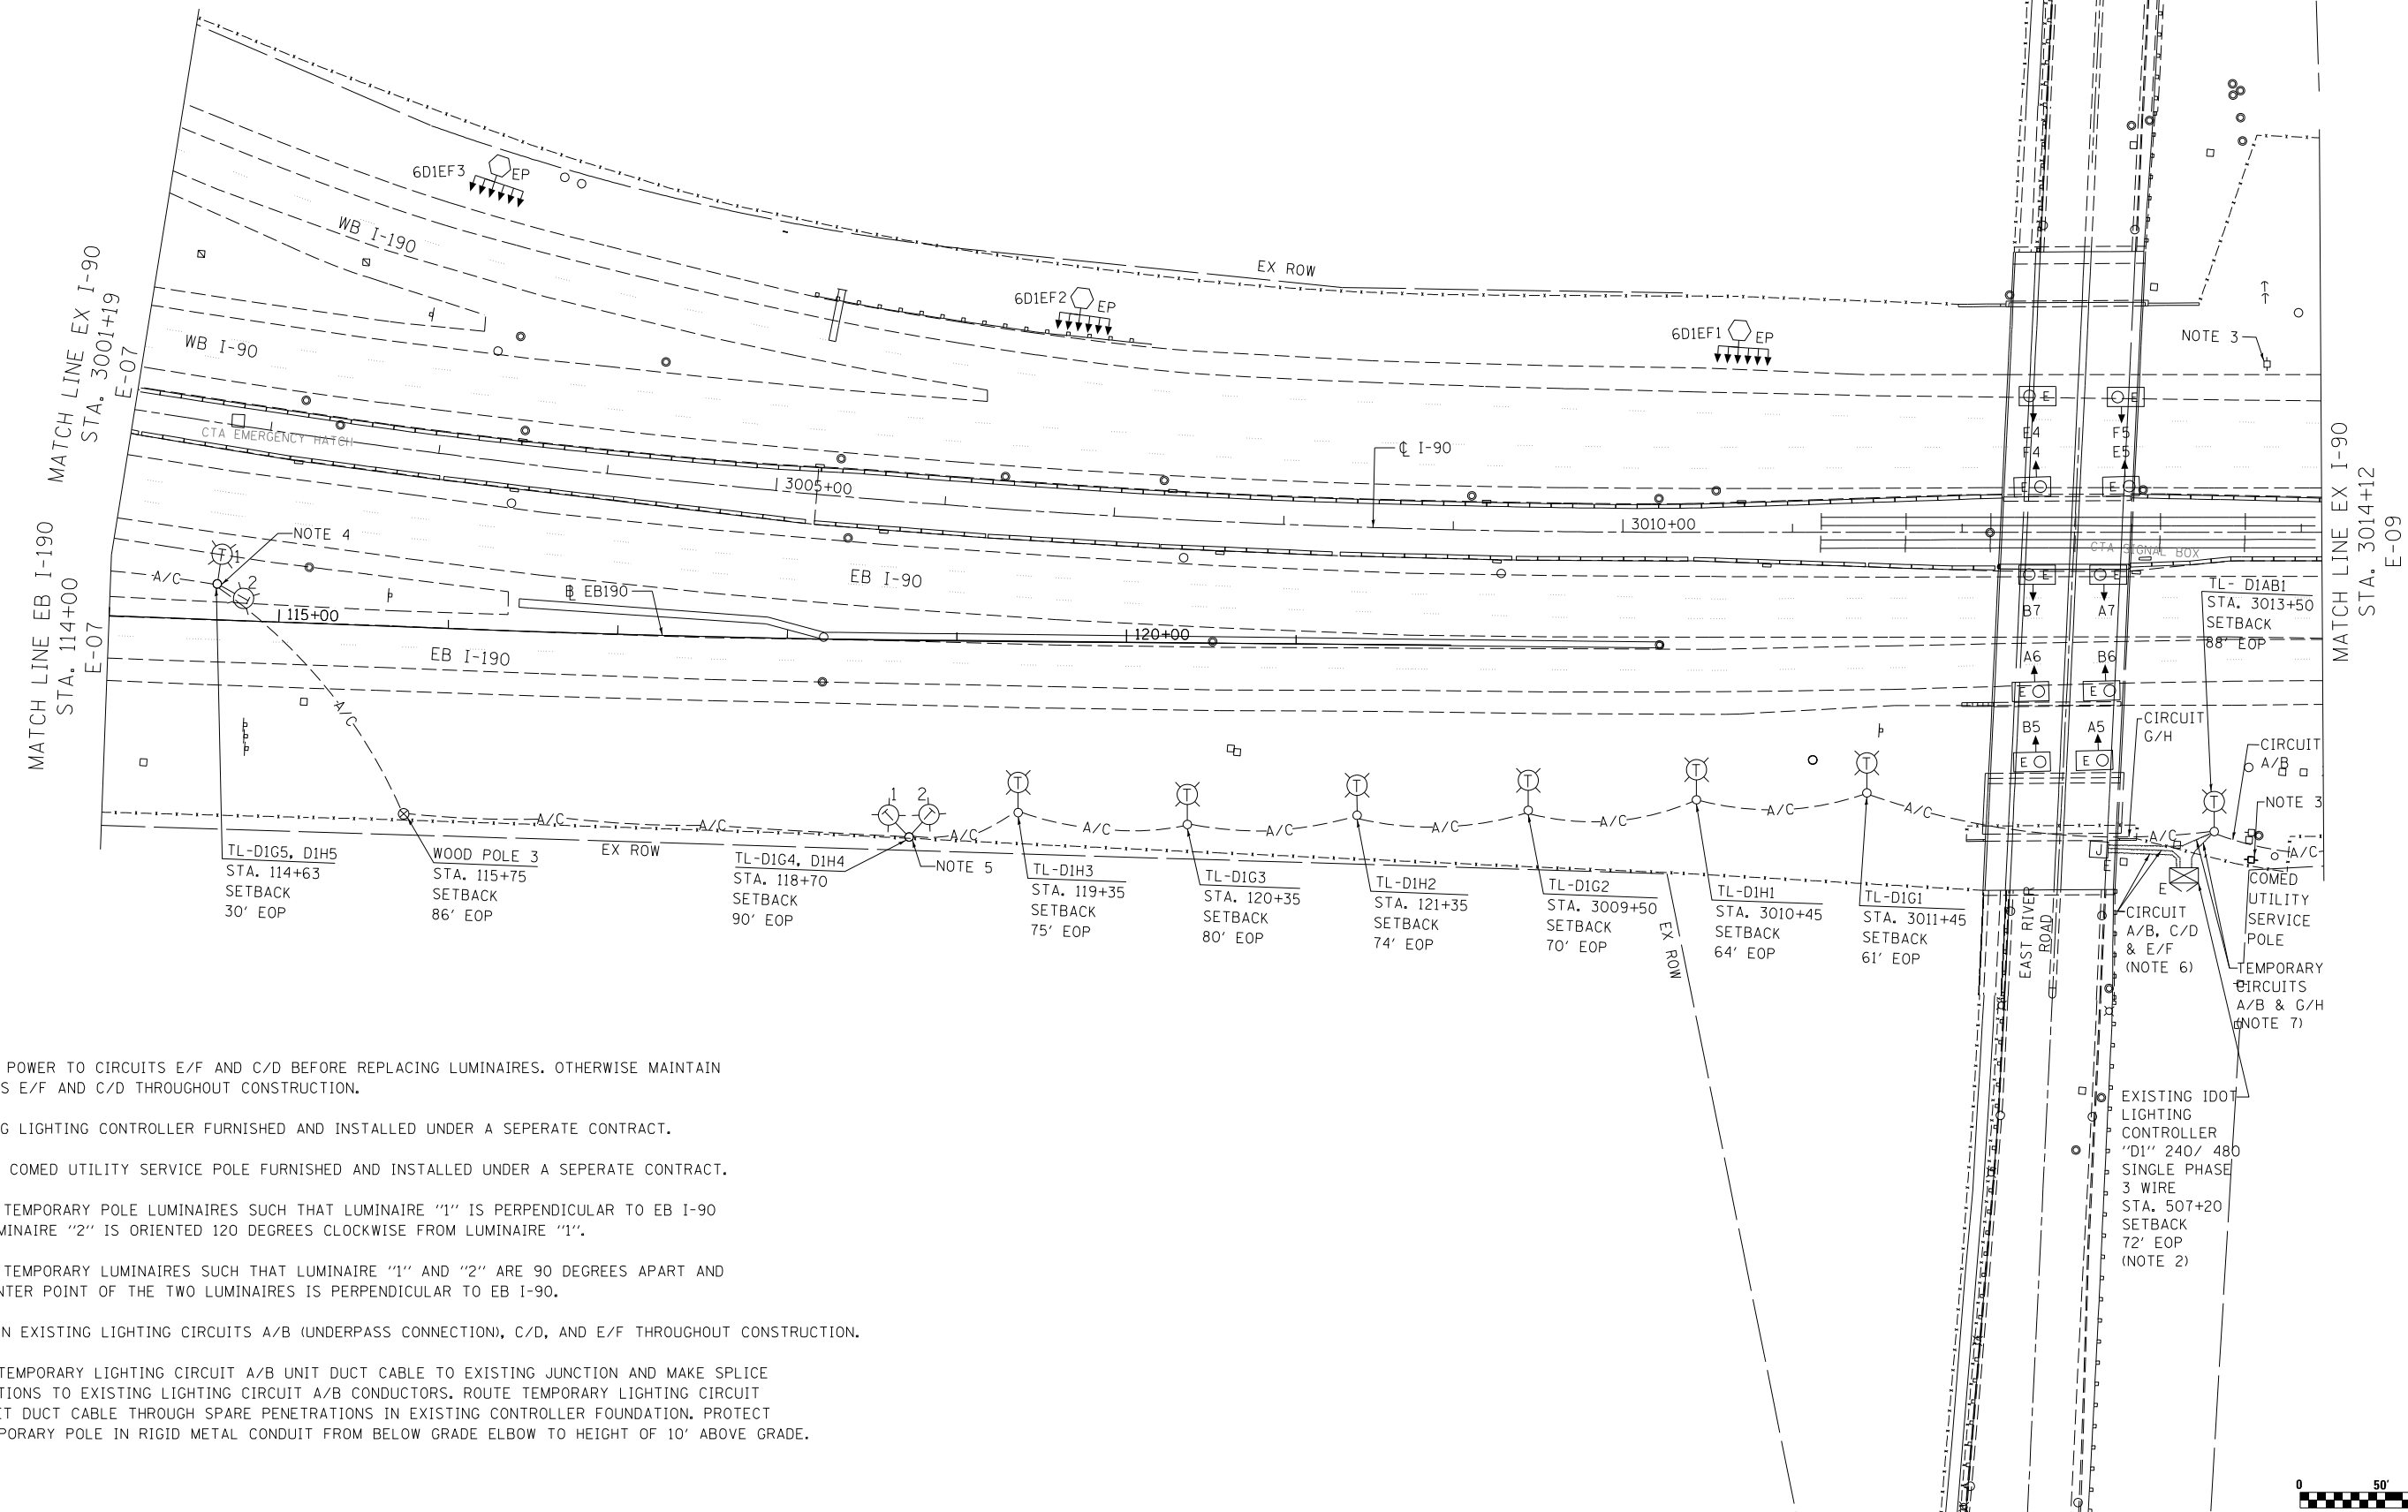 6D1EF3
EP
WB I-190
EX ROW
6D1EF2
EP
6D1EF1
EP
NOTE 3
MATCH LINE EX I-90
STA. 3001+19
E-07
WB I-90
CTA EMERGENCY HATCH
℄ I-90
3005+00
3010+00
E
E
E4
F5
F4
E5
E
E
MATCH LINE EX I-90
STA. 3014+12
E-09
CTA SIGNAL BOX
MATCH LINE EB I-190
STA. 114+00
E-07
NOTE 4
T
1
2
A/C
EB I-90
EB190
115+00
120+00
EB I-190
E
E
B7
A7
A6
B6
E
E
B5
A5
E
E
TL- D1AB1
STA. 3013+50
SETBACK
88' EOP
CIRCUIT
G/H
CIRCUIT
A/B
NOTE 3
A/C
A/C
A/C
EX ROW
1
2
NOTE 5
A/C
T
A/C
T
A/C
T
A/C
T
A/C
T
A/C
T
A/C
A/C
T
A/C
J
E
E
TL-D1G5, D1H5
STA. 114+63
SETBACK
30' EOP
WOOD POLE 3
STA. 115+75
SETBACK
86' EOP
TL-D1G4, D1H4
STA. 118+70
SETBACK
90' EOP
TL-D1H3
STA. 119+35
SETBACK
75' EOP
TL-D1G3
STA. 120+35
SETBACK
80' EOP
TL-D1H2
STA. 121+35
SETBACK
74' EOP
TL-D1G2
STA. 3009+50
SETBACK
70' EOP
TL-D1H1
STA. 3010+45
SETBACK
64' EOP
TL-D1G1
STA. 3011+45
SETBACK
61' EOP
EX ROW
EAST RIVER
ROAD
CIRCUIT
A/B, C/D
& E/F
(NOTE 6)
COMED
UTILITY
SERVICE
POLE
TEMPORARY
CIRCUITS
A/B & G/H
(NOTE 7)
EXISTING IDOT
LIGHTING
CONTROLLER
"D1" 240/ 480
SINGLE PHASE
3 WIRE
STA. 507+20
SETBACK
72' EOP
(NOTE 2)
POWER TO CIRCUITS E/F AND C/D BEFORE REPLACING LUMINAIRES. OTHERWISE MAINTAIN
S E/F AND C/D THROUGHOUT CONSTRUCTION.
G LIGHTING CONTROLLER FURNISHED AND INSTALLED UNDER A SEPERATE CONTRACT.
COMED UTILITY SERVICE POLE FURNISHED AND INSTALLED UNDER A SEPERATE CONTRACT.
TEMPORARY POLE LUMINAIRES SUCH THAT LUMINAIRE "1" IS PERPENDICULAR TO EB I-90
MINAIRE "2" IS ORIENTED 120 DEGREES CLOCKWISE FROM LUMINAIRE "1".
TEMPORARY LUMINAIRES SUCH THAT LUMINAIRE "1" AND "2" ARE 90 DEGREES APART AND
NTER POINT OF THE TWO LUMINAIRES IS PERPENDICULAR TO EB I-90.
N EXISTING LIGHTING CIRCUITS A/B (UNDERPASS CONNECTION), C/D, AND E/F THROUGHOUT CONSTRUCTION.
TEMPORARY LIGHTING CIRCUIT A/B UNIT DUCT CABLE TO EXISTING JUNCTION AND MAKE SPLICE
TIONS TO EXISTING LIGHTING CIRCUIT A/B CONDUCTORS. ROUTE TEMPORARY LIGHTING CIRCUIT
ET DUCT CABLE THROUGH SPARE PENETRATIONS IN EXISTING CONTROLLER FOUNDATION. PROTECT
PORARY POLE IN RIGID METAL CONDUIT FROM BELOW GRADE ELBOW TO HEIGHT OF 10' ABOVE GRADE.
0 50'